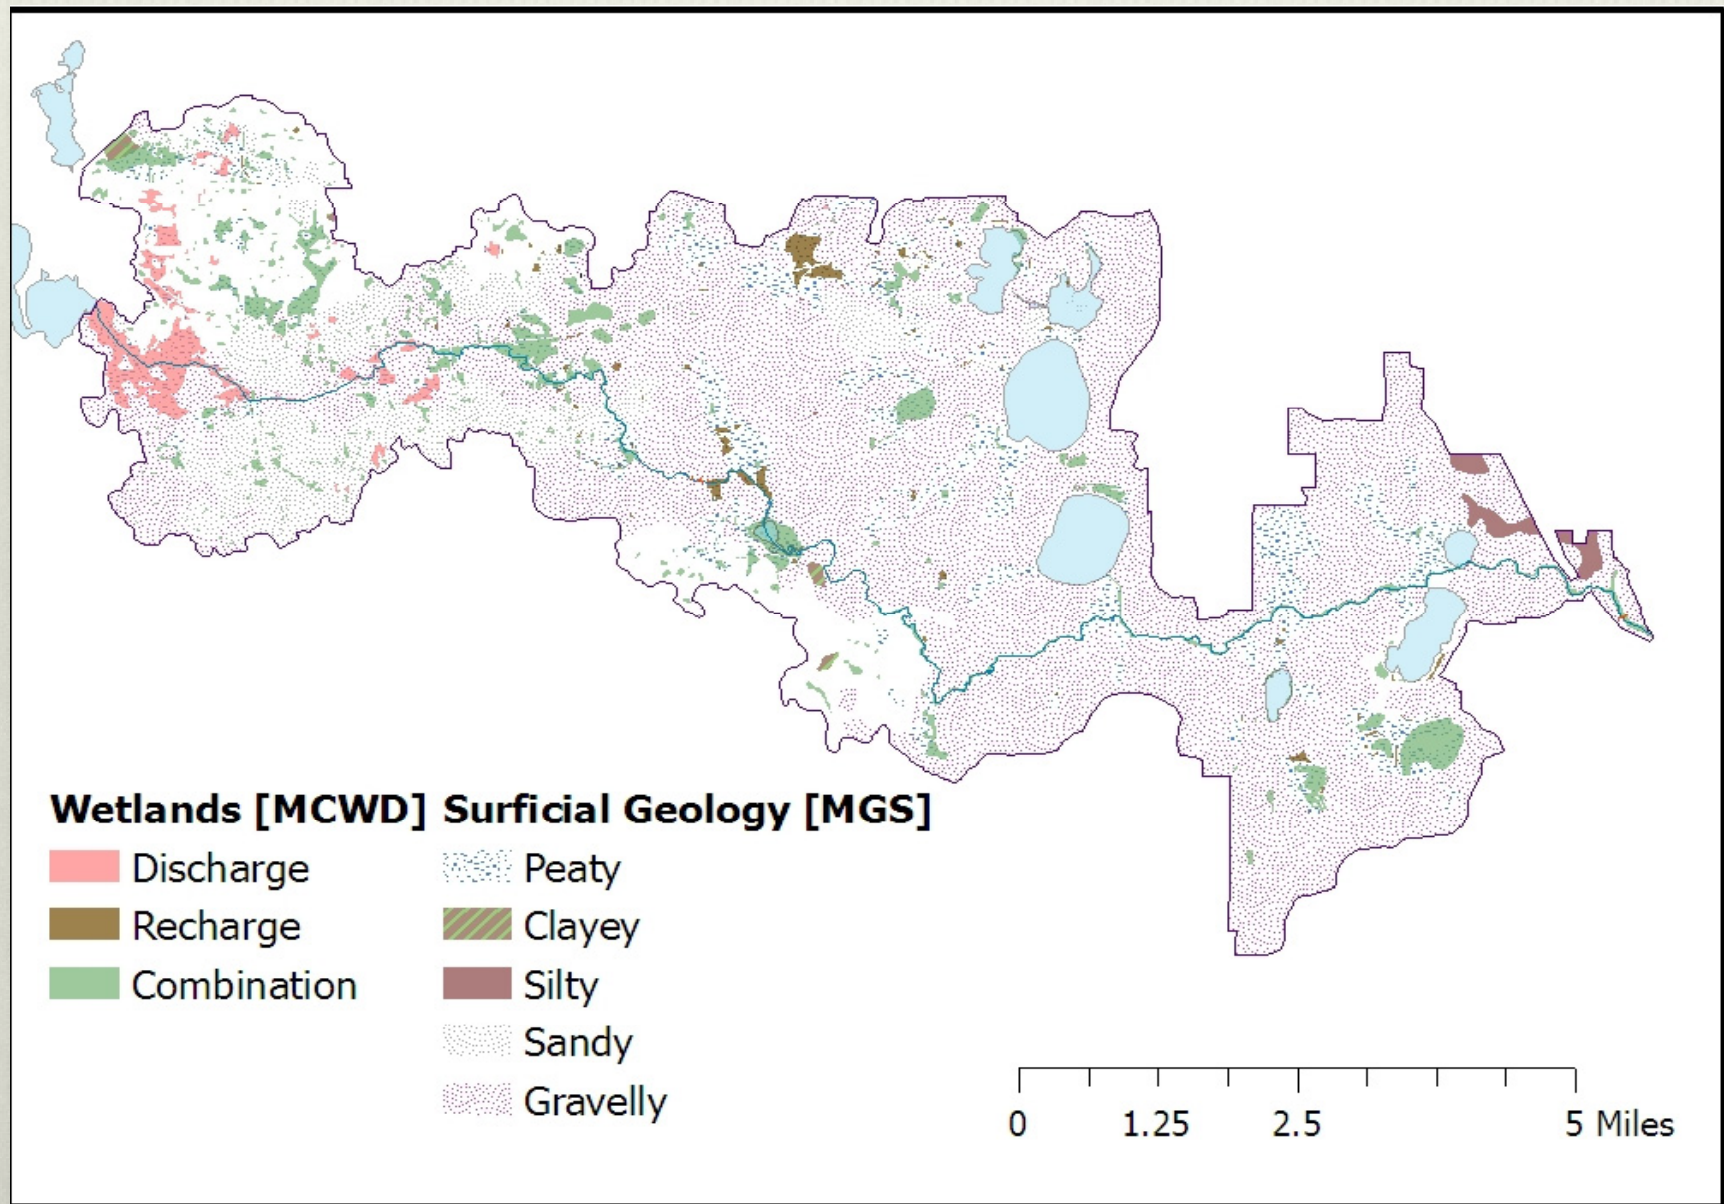 Wetlands [MCWD] Surficial Geology [MGS]
Discharge Peaty
Recharge Clayey
Combination Silty
Sandy
Gravelly
0 1.25 2.5 5 Miles